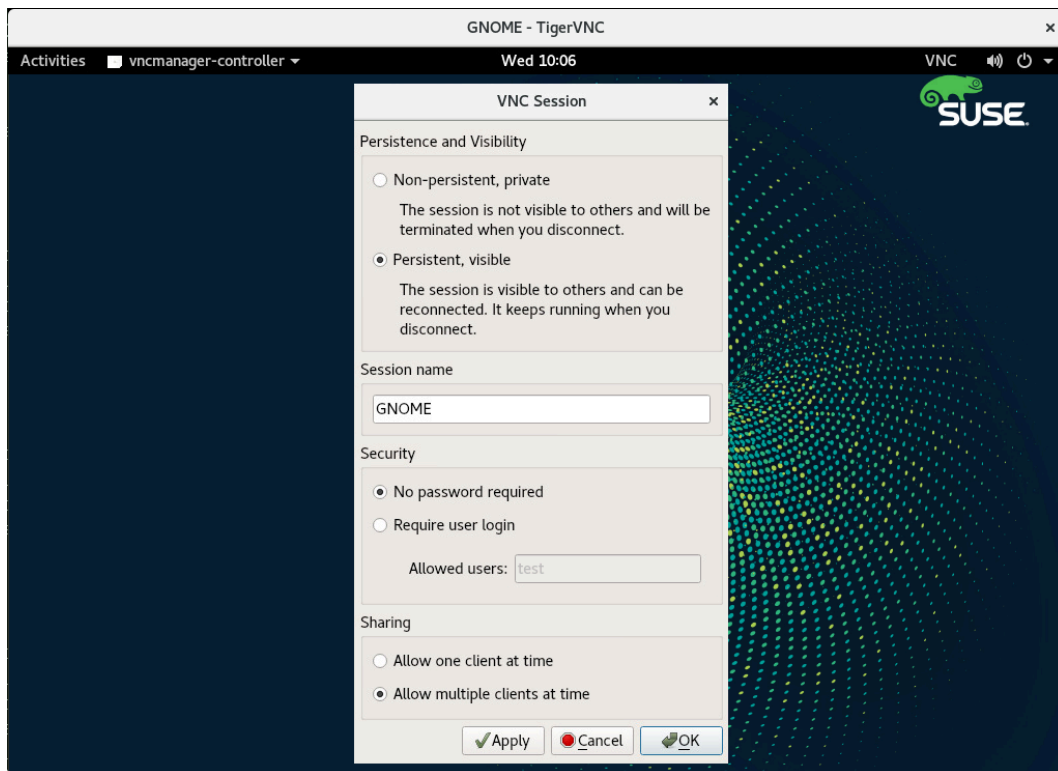 GNOME - TigerVNC
Activities vncmanager-controller Wed 10:06 VNC
SUSE.
VNC Session
Persistence and Visibility
Non-persistent, private
The session is not visible to others and will be
terminated when you disconnect.
Persistent, visible
The session is visible to others and can be
reconnected. It keeps running when you
disconnect.
Session name
GNOME
Security
No password required
Require user login
Allowed users: test
Sharing
Allow one client at time
Allow multiple clients at time
Apply Cancel OK